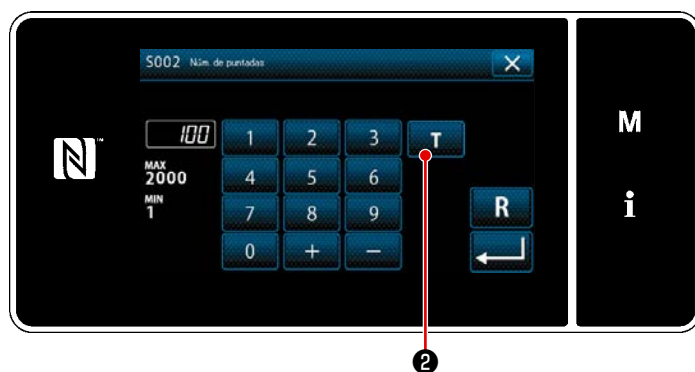 S002 Núm. de puntadas
100
1 2 3 T
MAX
2000
4 5 6
MIN
1
7 8 9 R
0 + −
M
i
N™
❷